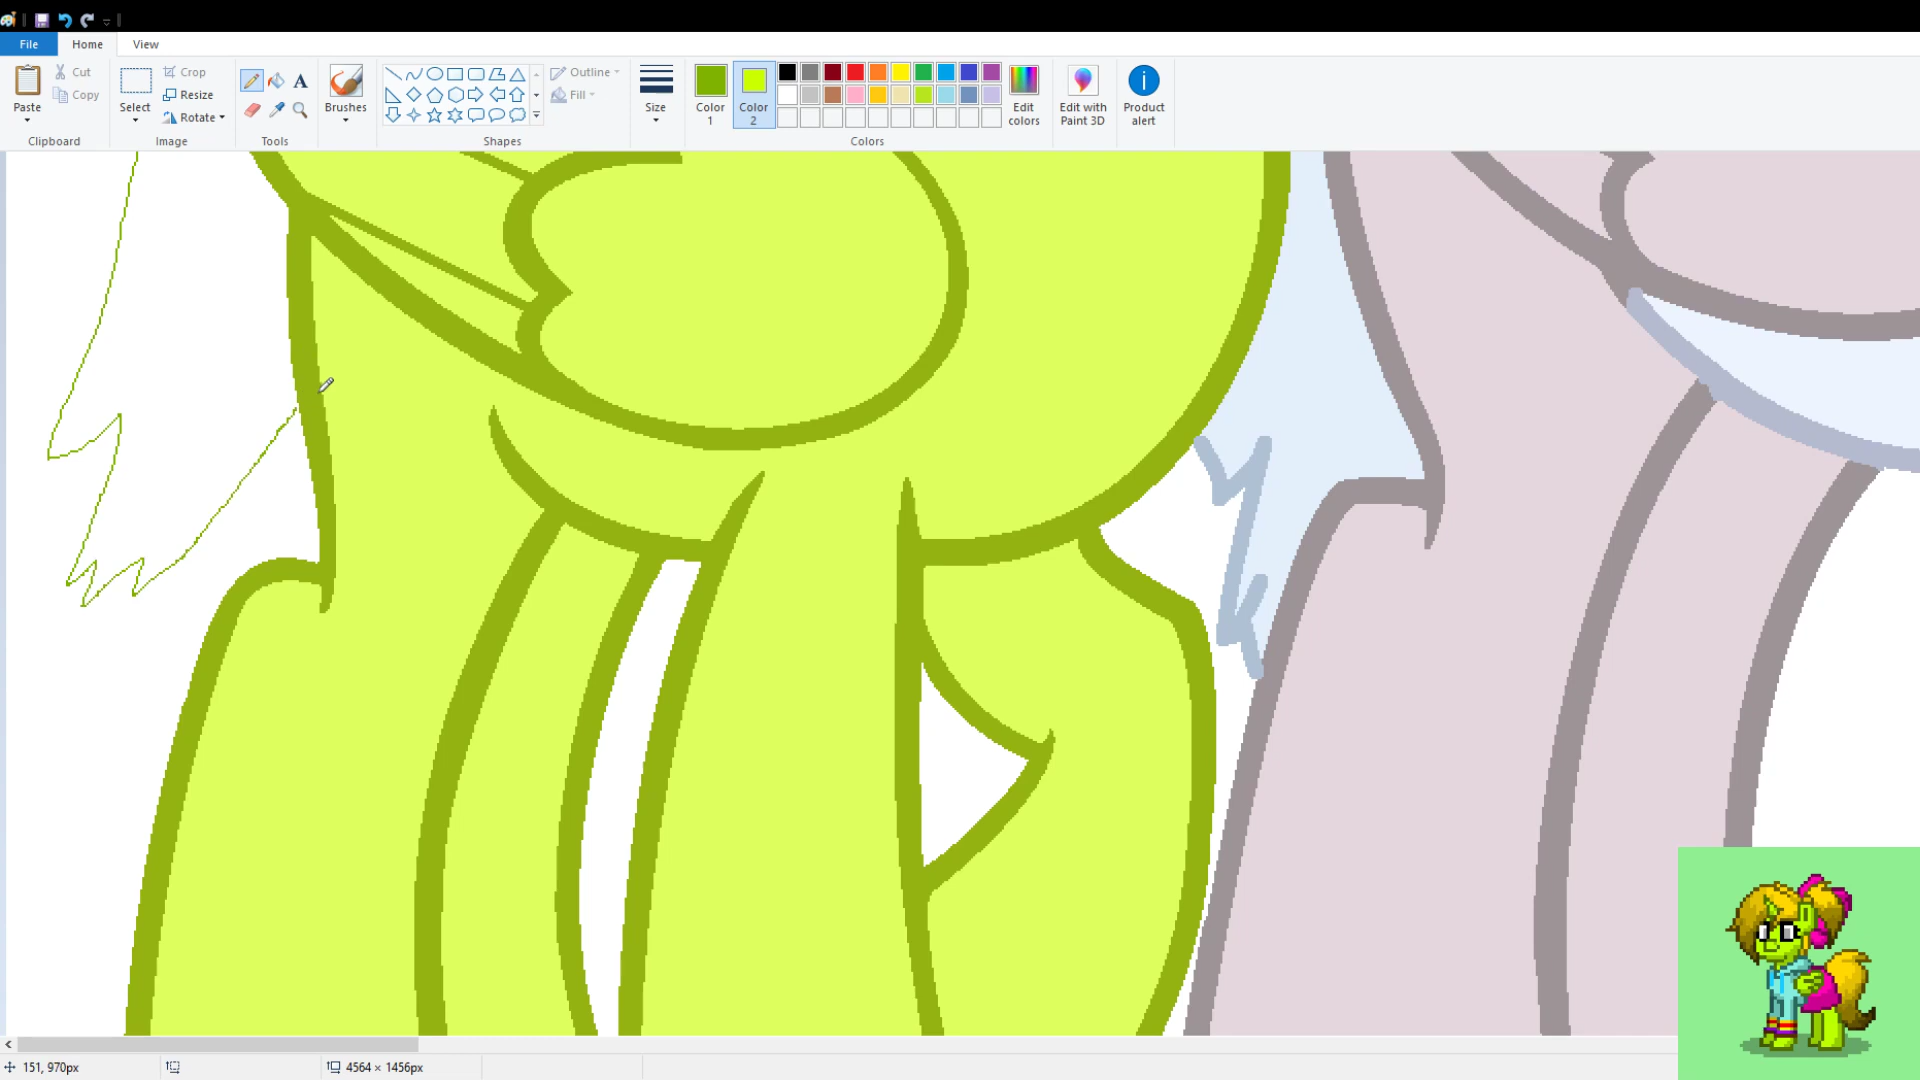 File Home View
Paste
Cut
Copy
Clipboard
Select
Crop
Resize
Rotate
Image
A
Tools
Brushes
Shapes
Outline
Fill
Size
Color 1
Color 2
Colors
Edit colors
Edit with Paint 3D
Product alert
151, 970px
4564 × 1456px